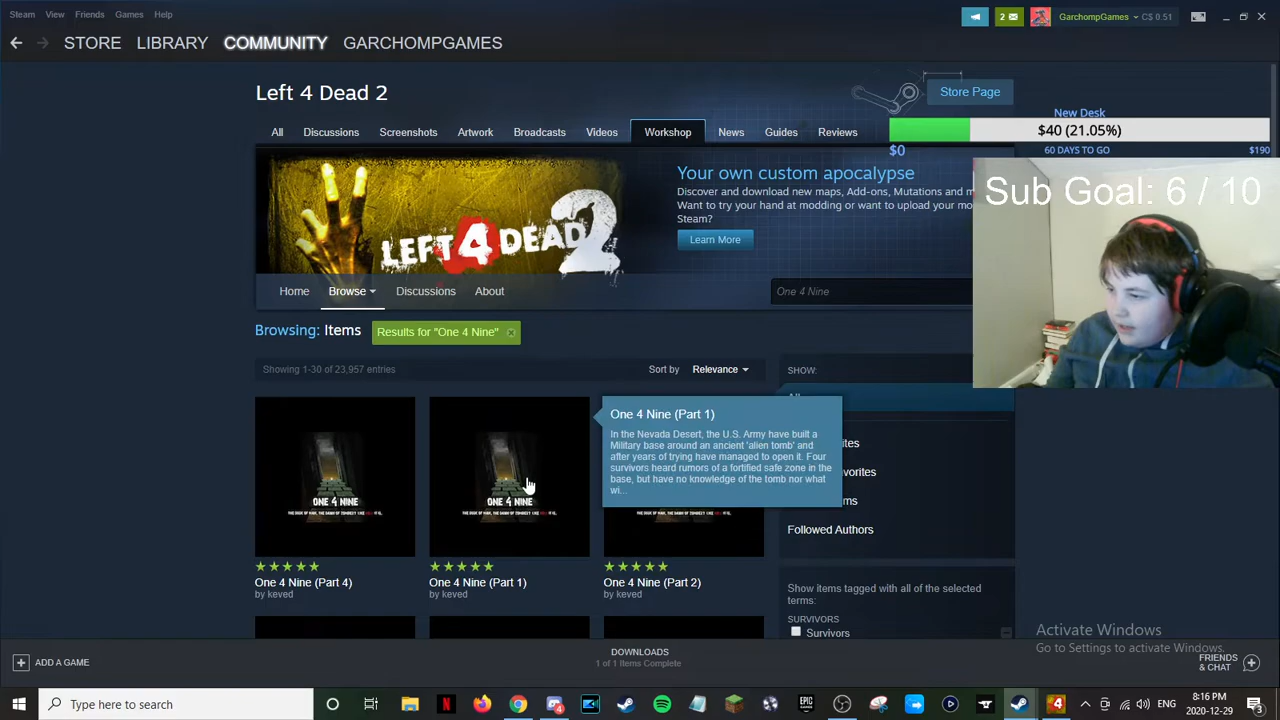 Steam View Friends Games Help
2
GarchompGames
C$ 0.51
STORE LIBRARY COMMUNITY GARCHOMPGAMES
Left 4 Dead 2
Store Page
New Desk
$40 (21.05%)
$0
60 DAYS TO GO
$190
Sub Goal: 6 / 10
All Discussions Screenshots Artwork Broadcasts Videos Workshop News Guides Reviews
LEFT 4 DEAD 2
Your own custom apocalypse
Discover and download new maps, Add-ons, Mutations and m
Want to try your hand at modding or want to upload your mo
Steam?
Learn More
Home Browse Discussions About
One 4 Nine
Browsing: Items
Results for "One 4 Nine"
Showing 1-30 of 23,957 entries
Sort by Relevance
SHOW:
One 4 Nine (Part 1)
In the Nevada Desert, the U.S. Army have built a
Military base around an ancient 'alien tomb' and
after years of trying have managed to open it. Four
survivors heard rumors of a fortified safe zone in the
base, but have no knowledge of the tomb nor what
wi...
ites
avorites
ms
Followed Authors
ONE 4 NINE
ONE 4 NINE
One 4 Nine (Part 4)
by keved
One 4 Nine (Part 1)
by keved
One 4 Nine (Part 2)
by keved
Show items tagged with all of the selected
terms:
SURVIVORS
Survivors
Activate Windows
Go to Settings to activate Windows.
ADD A GAME
DOWNLOADS
1 of 1 Items Complete
FRIENDS
& CHAT
Type here to search
ENG
8:16 PM
2020-12-29